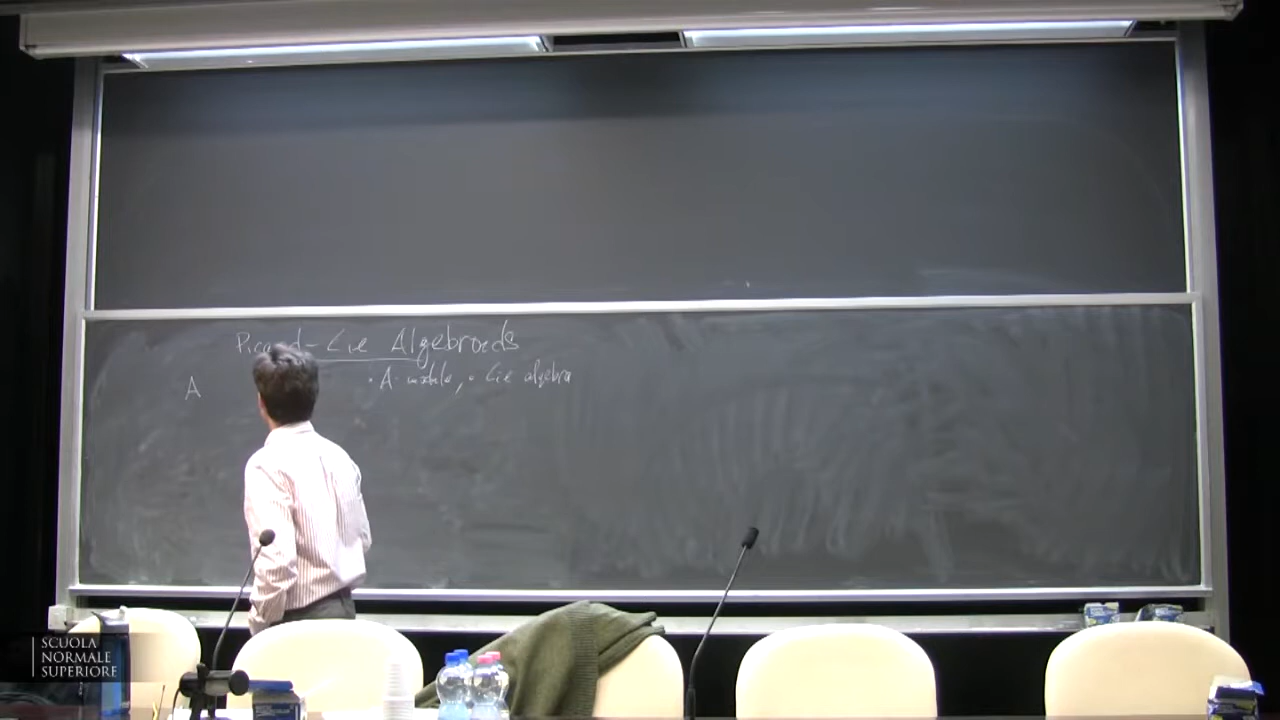 Picard-Lie Algebroids
A · A-module, · Lie algebra
SCUOLA
NORMALE
SUPERIORE